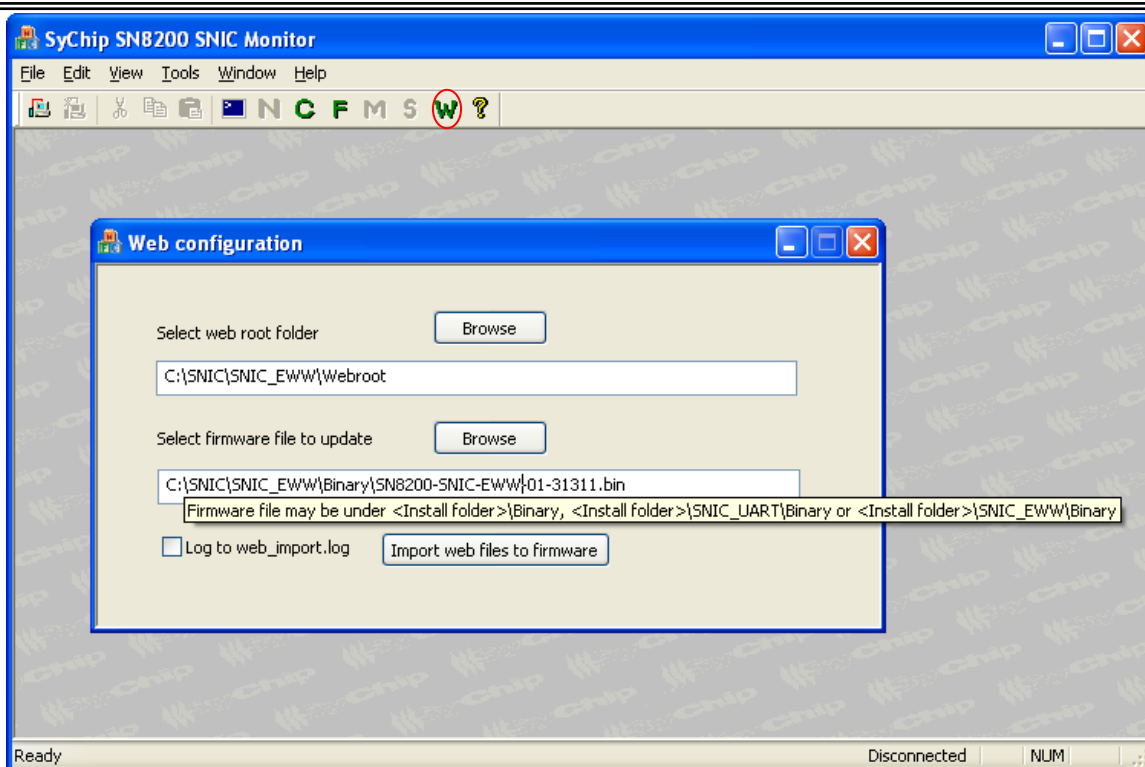 SyChip SN8200 SNIC Monitor
File Edit View Tools Window Help
N C F M S W ?
Web configuration
Select web root folder
Browse
C:\SNIC\SNIC_EWW\Webroot
Select firmware file to update
Browse
C:\SNIC\SNIC_EWW\Binary\SN8200-SNIC-EWW-01-31311.bin
Firmware file may be under <Install folder>\Binary, <Install folder>\SNIC_UART\Binary or <Install folder>\SNIC_EWW\Binary
Log to web_import.log
Import web files to firmware
Ready
Disconnected
NUM